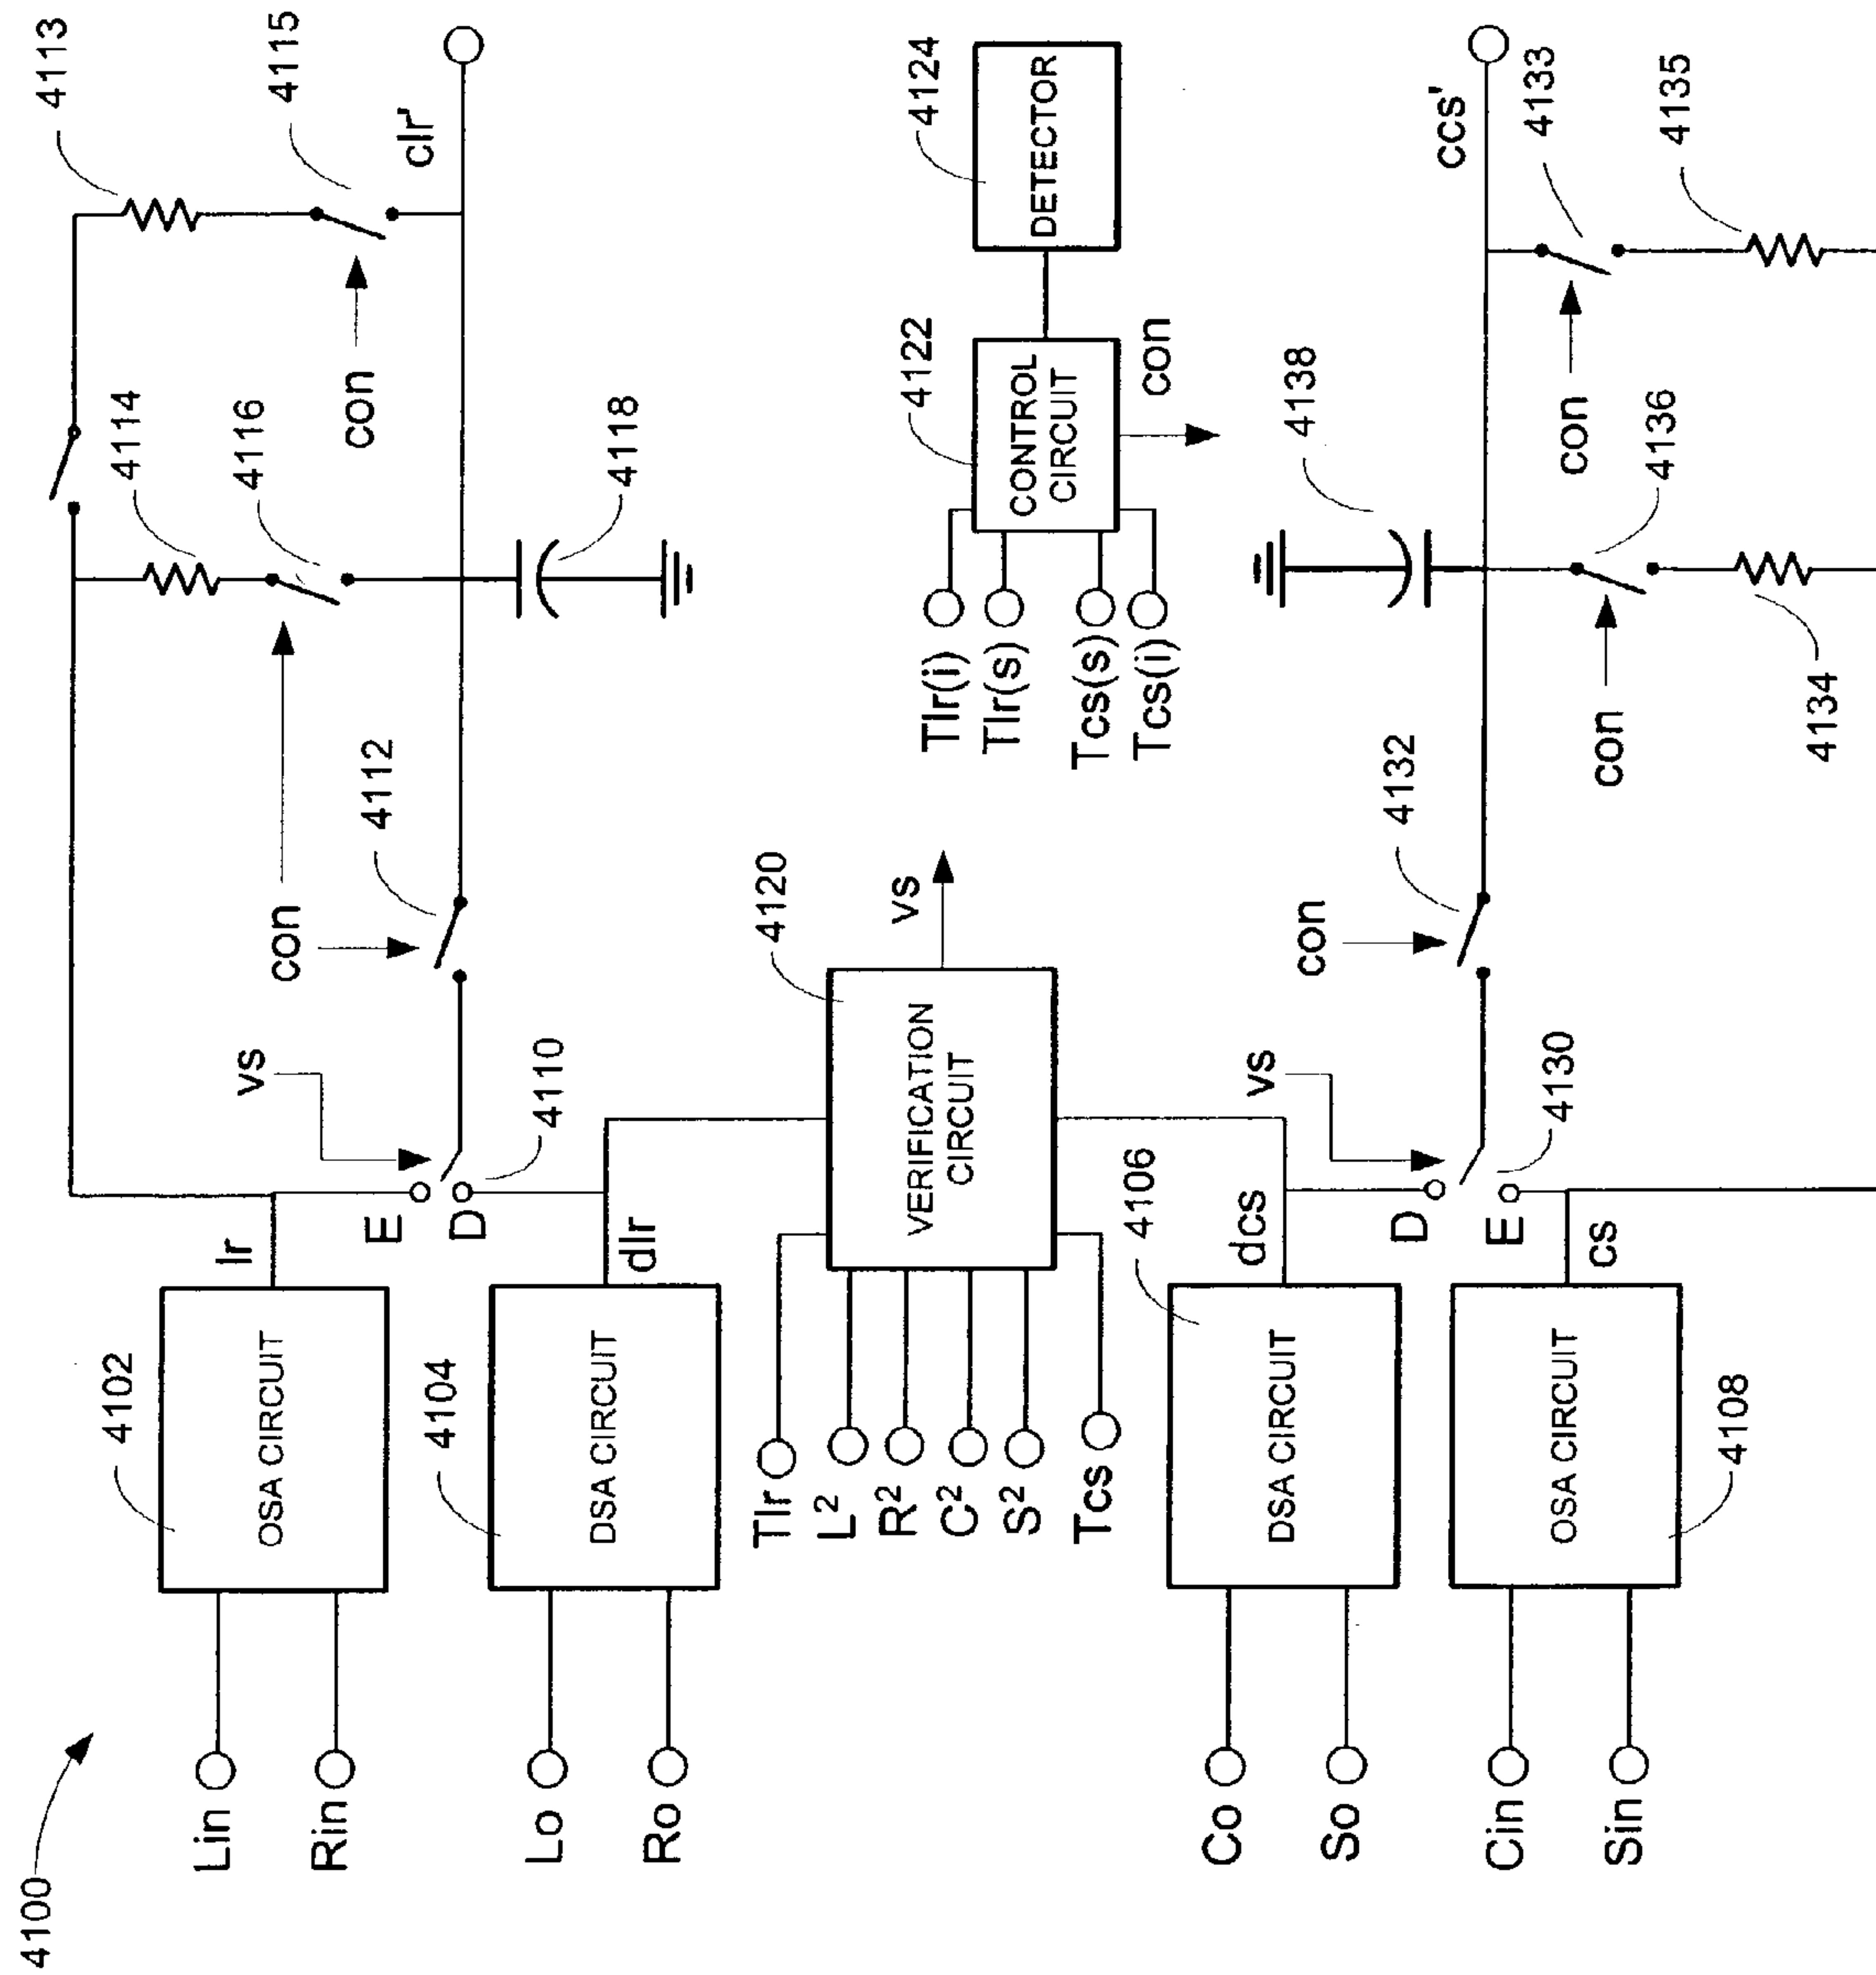 4100
Lin
Rin
4102
OSA CIRCUIT
lr
Lo
Ro
4104
DSA CIRCUIT
dlr
vs
E
D
4110
con
4112
con
4114
4116
4118
4113
4115
clr'
Tlr
L²
R²
C²
S²
Tcs
VERIFICATION
CIRCUIT
4120
vs
Tlr(i)
Tlr(s)
Tcs(s)
Tcs(i)
CONTROL
CIRCUIT
4122
con
DETECTOR
4124
Co
So
4106
DSA CIRCUIT
dcs
Cin
Sin
OSA CIRCUIT
4108
cs
vs
D
E
4130
con
4132
4138
con
4136
4134
con
ccs'
4133
4135